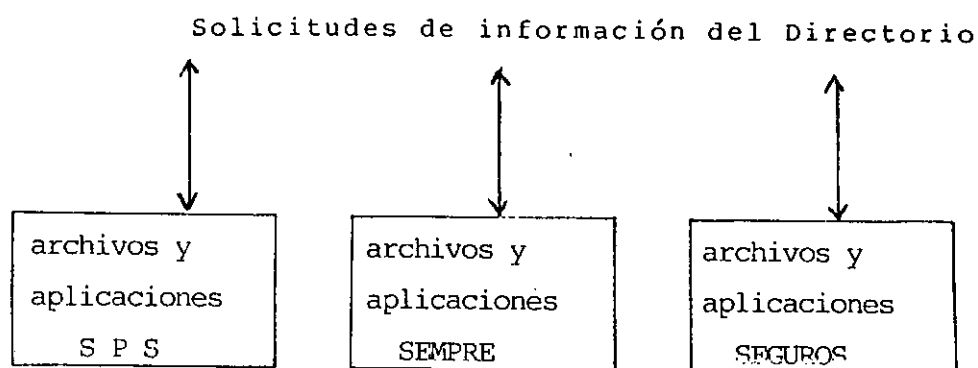 Solicitudes de información del Directorio
archivos y
aplicaciones
S P S
archivos y
aplicaciones
SEMPRE
archivos y
aplicaciones
SEGUROS